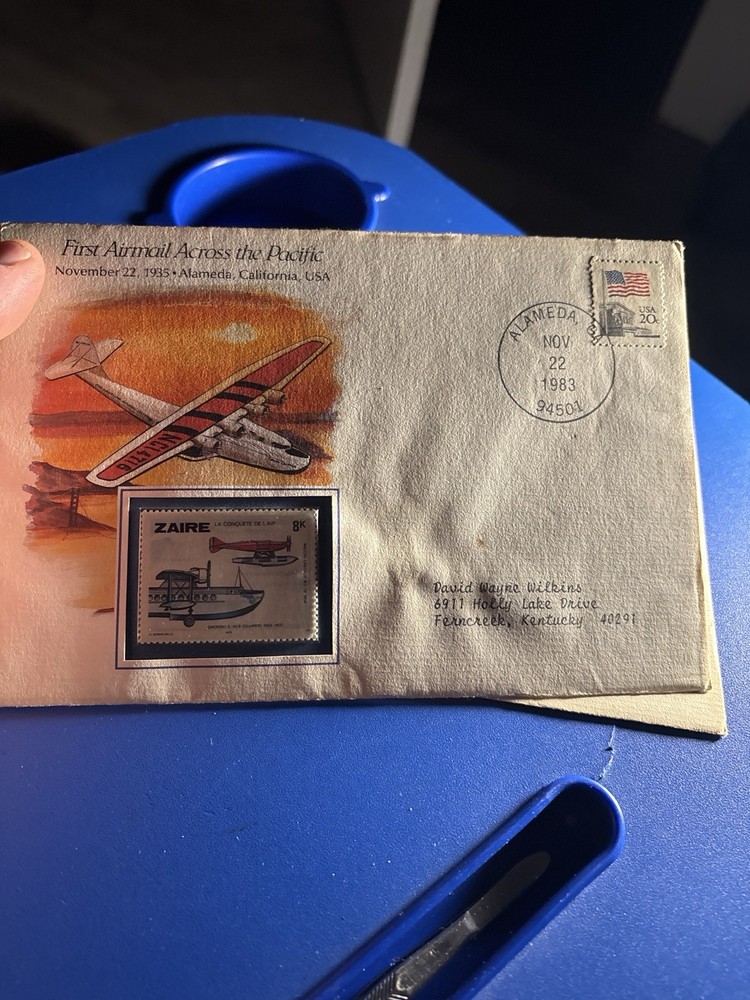 First Airmail Across the Pacific
November 22, 1935 • Alameda, California, USA
ALAMEDA,
NOV
22
1983
94501
USA
20c
NC14716
ZAIRE LA CONQUETE DE L'AIR 8K
David Wayne Wilkins
6911 Holly Lake Drive
Ferncreek, Kentucky 40291